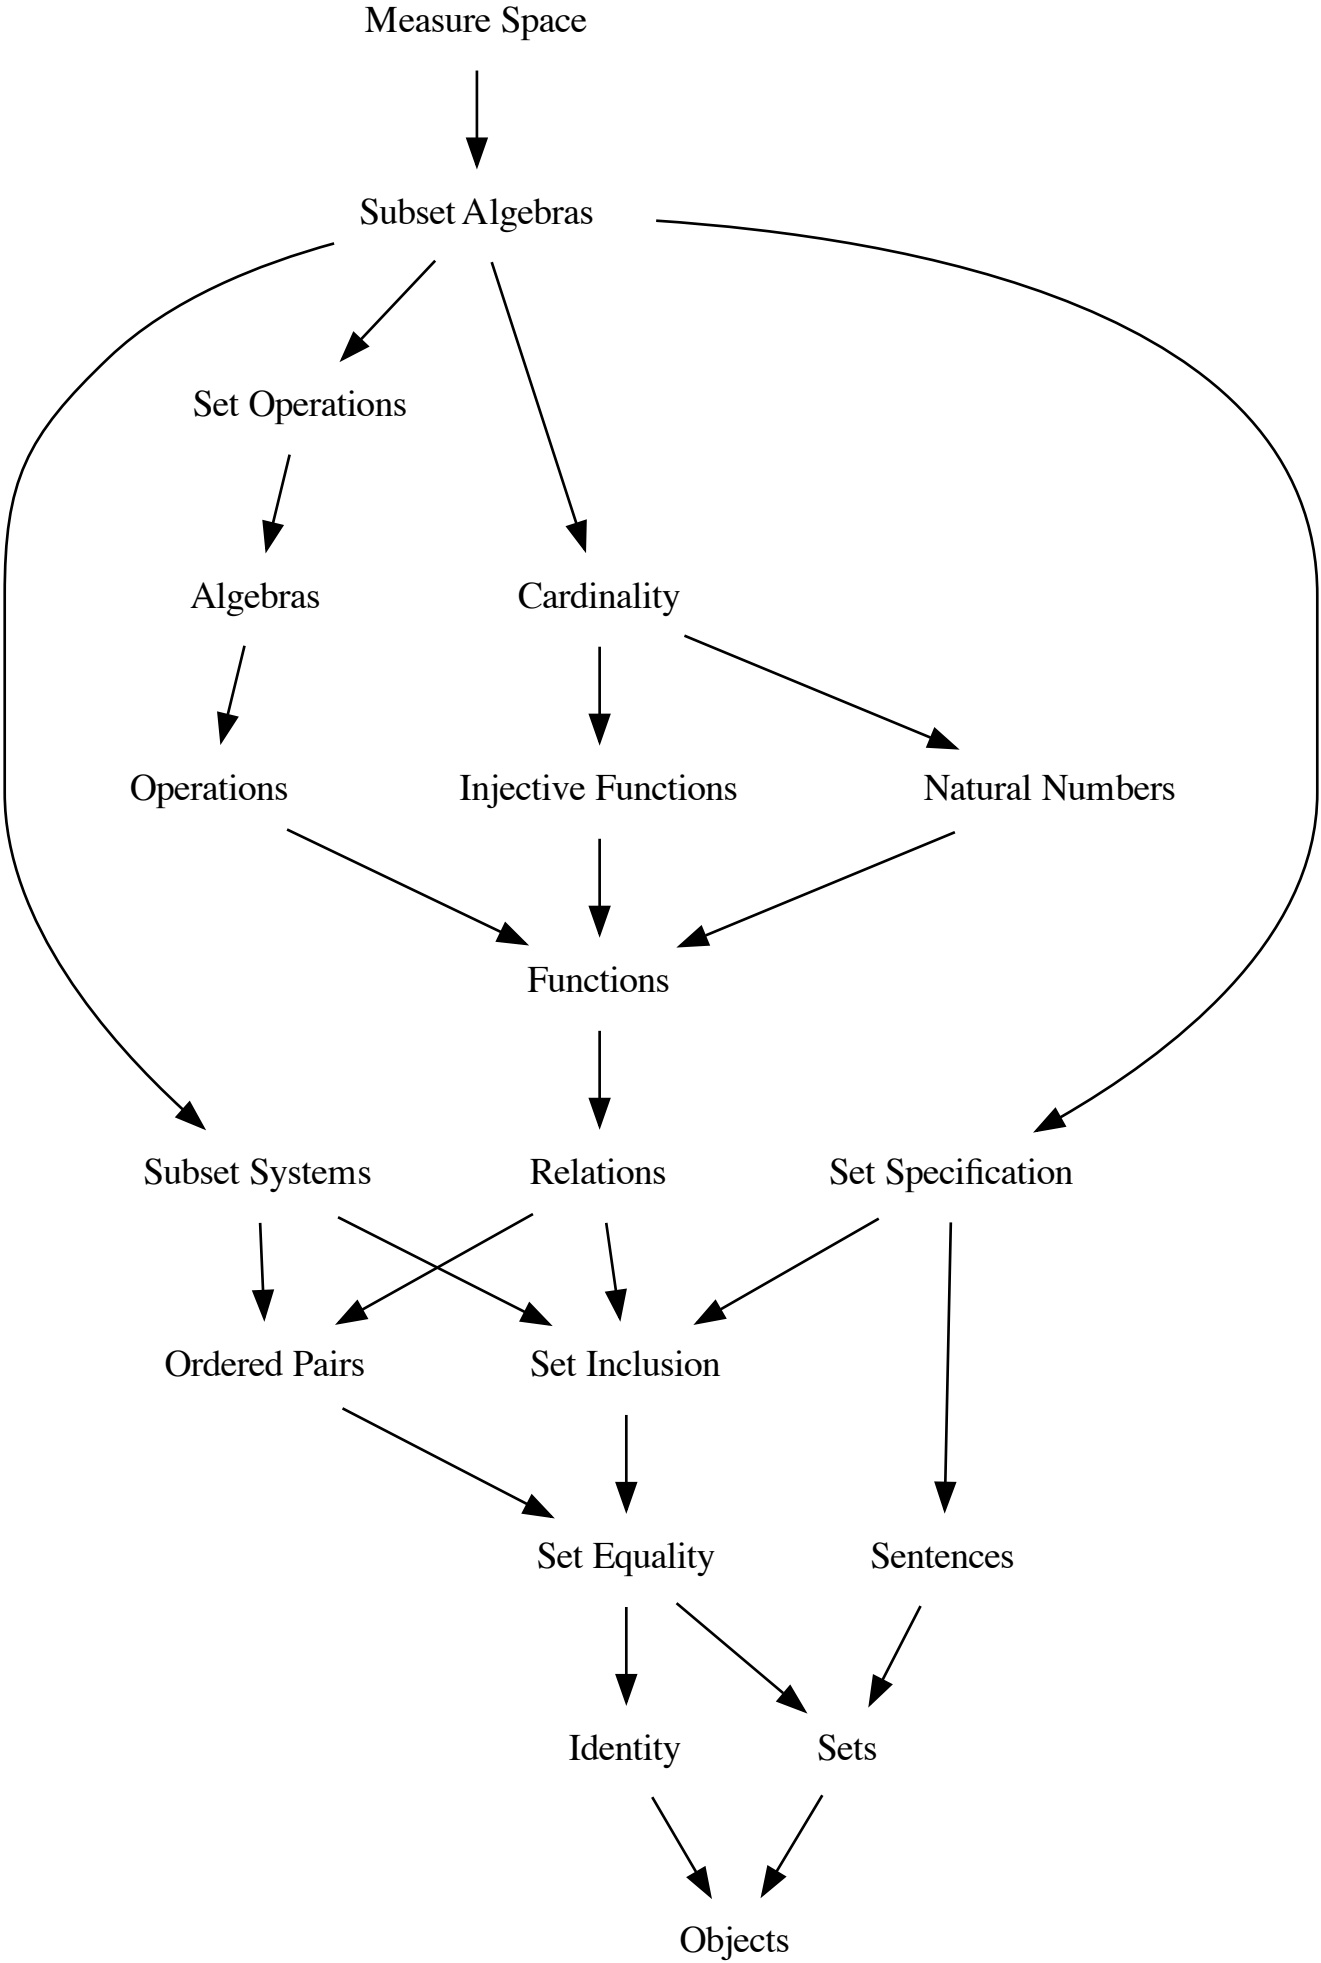 Measure Space
Subset Algebras
Set Operations
Algebras
Cardinality
Operations
Injective Functions
Natural Numbers
Functions
Subset Systems
Relations
Set Specification
Ordered Pairs
Set Inclusion
Set Equality
Sentences
Identity
Sets
Objects